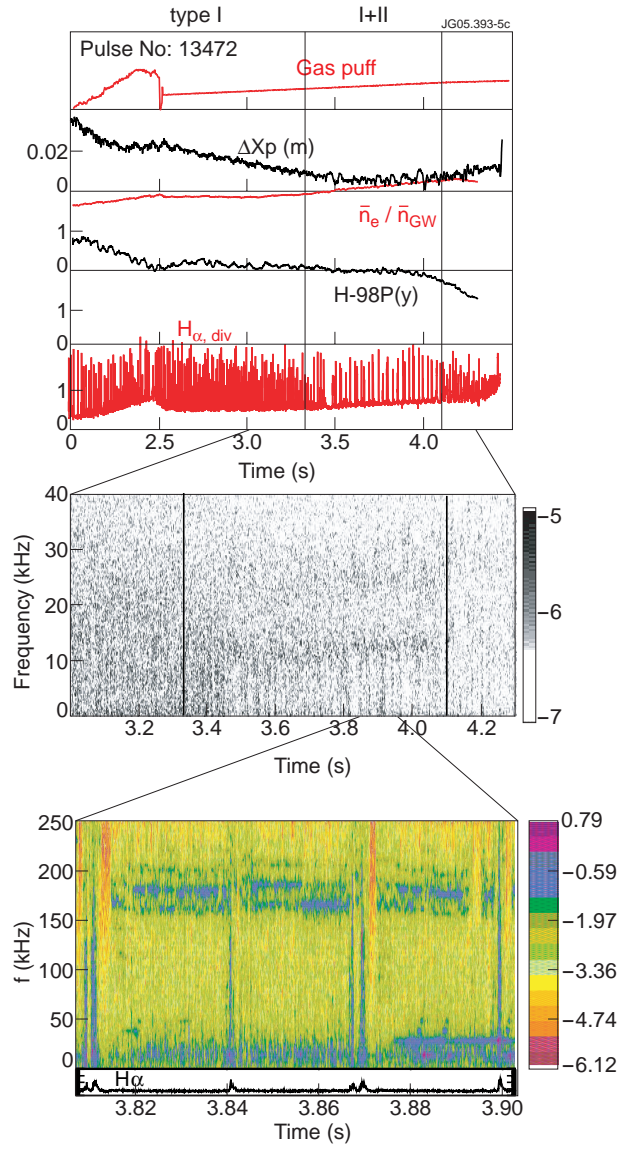 type I I+II
JG05.393-5c
Pulse No: 13472
Gas puff
ΔXp (m)
0.02
0
n̄e / n̄GW
1
0
H-98P(y)
1
0
Hα, div
1
0
0 2.5 3.0 3.5 4.0
Time (s)
40
30
20
10
0
Frequency (kHz)
3.2 3.3 3.4 3.6 3.8 4.0 4.1 4.2
Time (s)
−5
−6
−7
250
200
150
100
50
0
f (kHz)
Hα
3.82 3.84 3.86 3.88 3.90
Time (s)
0.79
−0.59
−1.97
−3.36
−4.74
−6.12